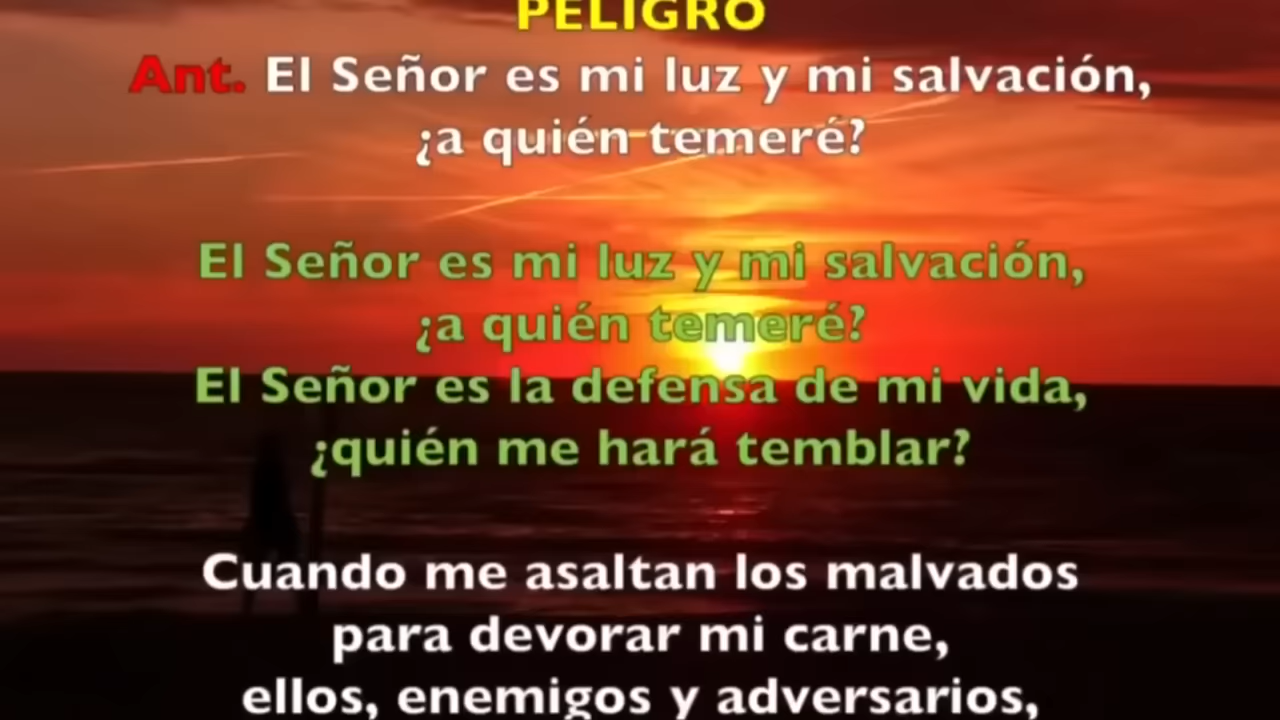 PELIGRO
Ant. El Señor es mi luz y mi salvación,
¿a quién temeré?
El Señor es mi luz y mi salvación,
¿a quién temeré?
El Señor es la defensa de mi vida,
¿quién me hará temblar?
Cuando me asaltan los malvados
para devorar mi carne,
ellos, enemigos y adversarios,